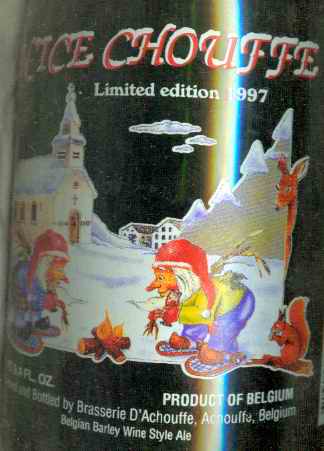 ICE CHOUFFE
Limited edition 1997
FL. OZ.
PRODUCT OF BELGIUM
and Bottled by Brasserie D'Achouffe, Achouffe, Belgium
Belgian Barley Wine Style Ale